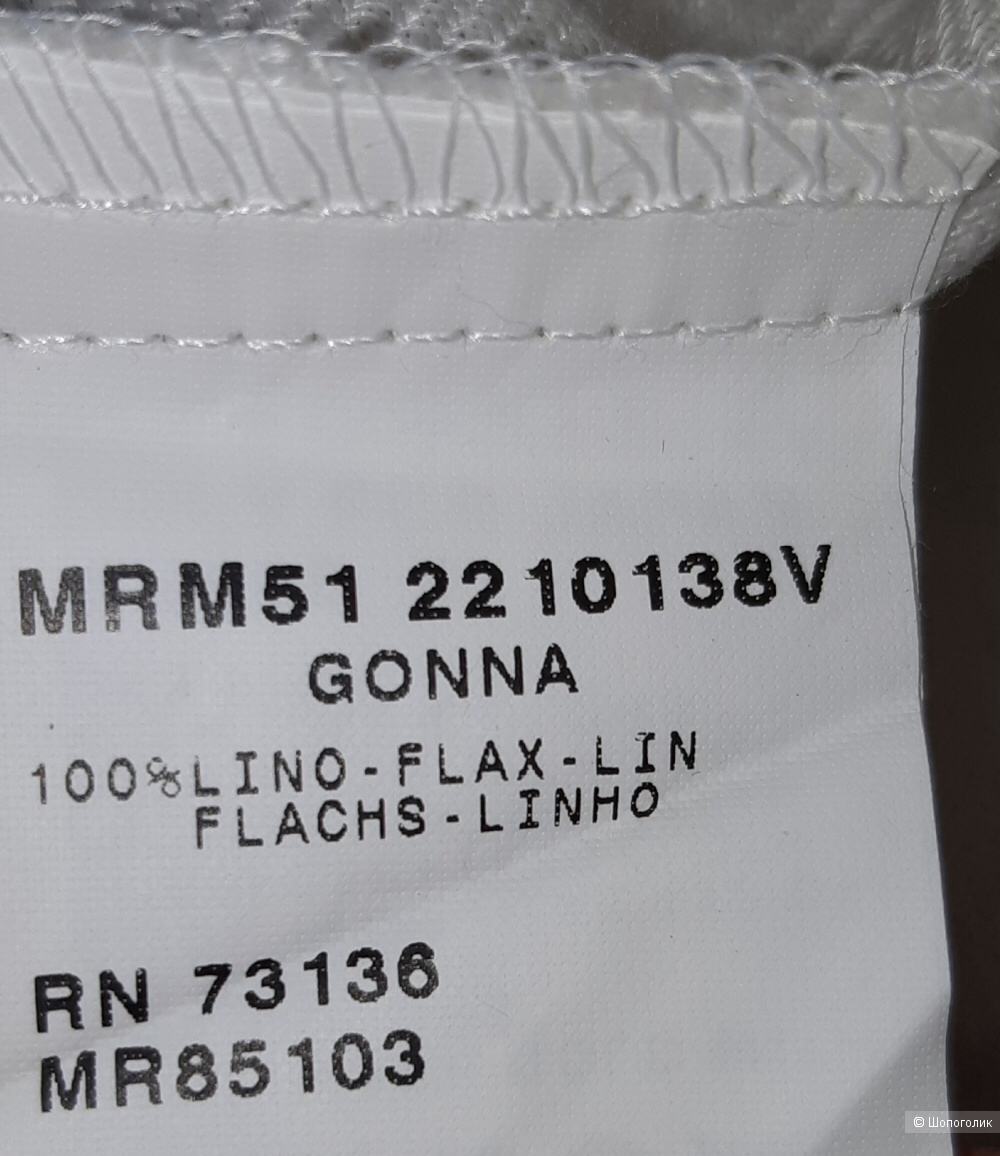 MRM51 2210138V
GONNA
100%LINO-FLAX-LIN
FLACHS-LINHO
RN 73136
MR85103
© Шопоголик